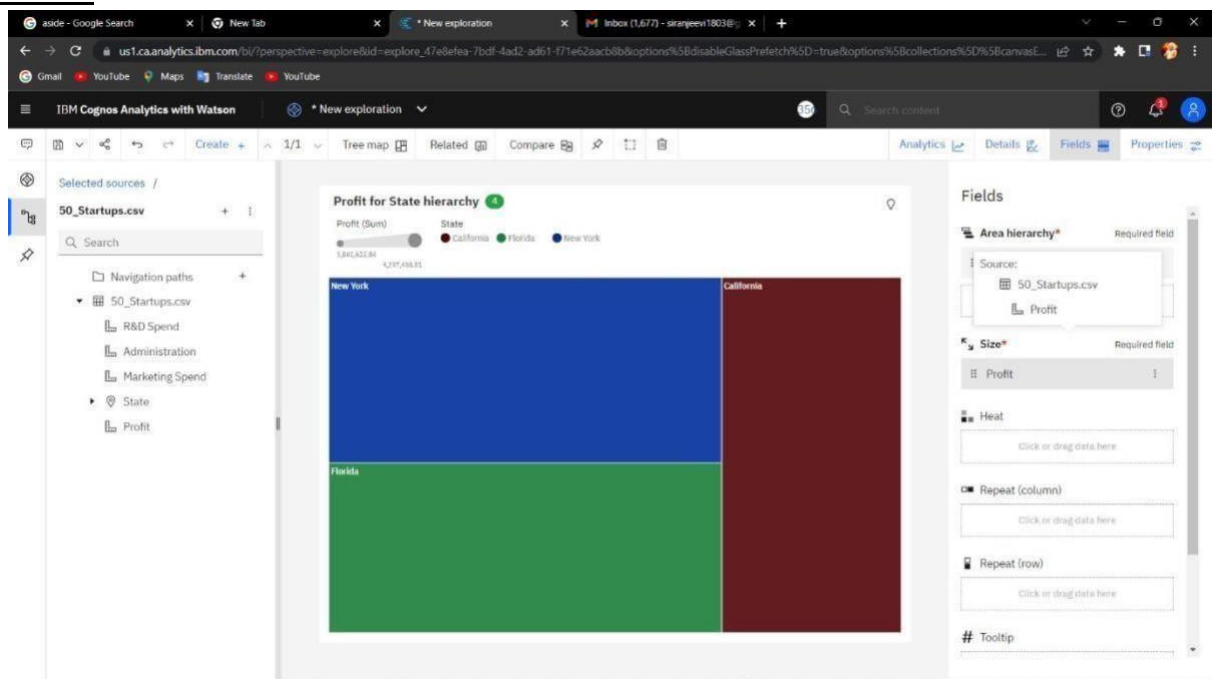 aside - Google Search
New Tab
* New exploration
Inbox (1,677) - siranjeevi1803@g
us1.ca.analytics.ibm.com/bi/?perspective=explore&id=explore_47e8efea-7bdf-4ad2-ad61-f71e62aacb8b&options%5BdisableGlassPrefetch%5D=true&options%5Bcollections%5D%5BcanvasE...
Gmail YouTube Maps Translate YouTube
IBM Cognos Analytics with Watson
* New exploration
Search content
Create +
1/1
Tree map
Related
Compare
Analytics
Details
Fields
Properties
Selected sources /
50_Startups.csv
Search
Navigation paths
50_Startups.csv
R&D Spend
Administration
Marketing Spend
State
Profit
Profit for State hierarchy 4
Profit (Sum)
State
California Florida New York
New York
California
Florida
Fields
Area hierarchy* Required field
Source:
50_Startups.csv
Profit
Size* Required field
Profit
Heat
Click or drag data here
Repeat (column)
Click or drag data here
Repeat (row)
Click or drag data here
# Tooltip